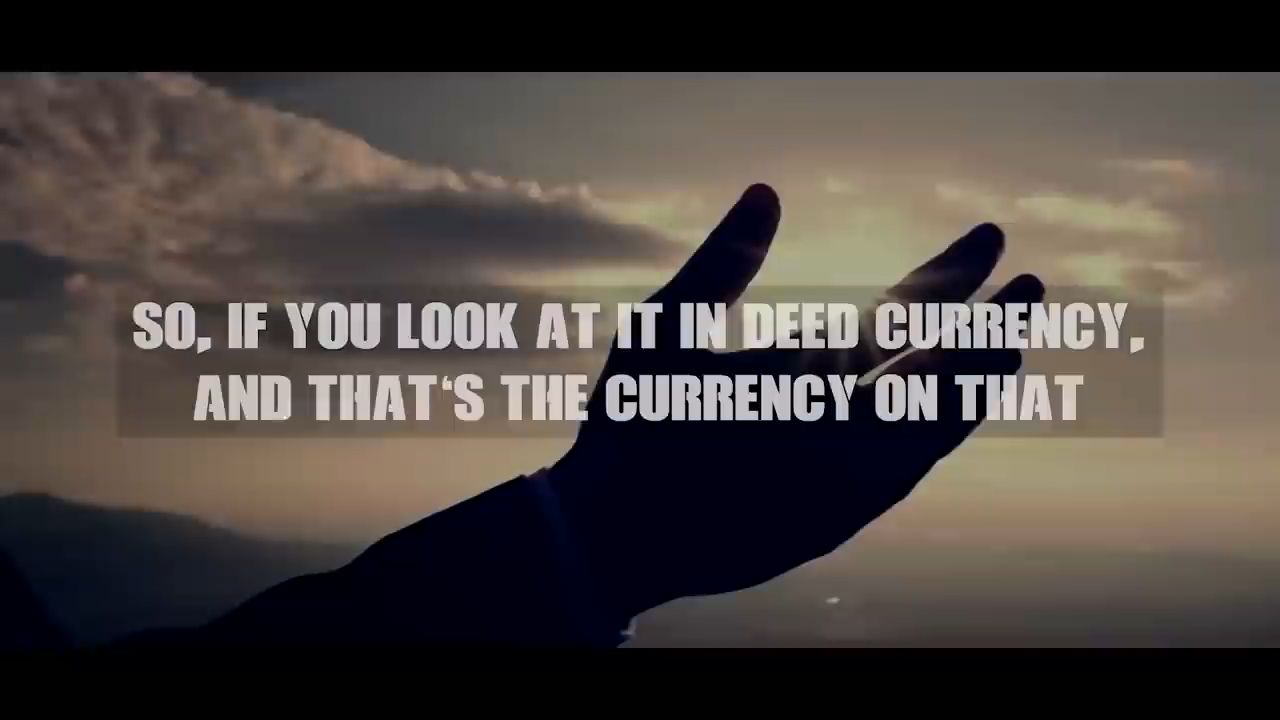 SO, IF YOU LOOK AT IT IN DEED CURRENCY,
AND THAT'S THE CURRENCY ON THAT